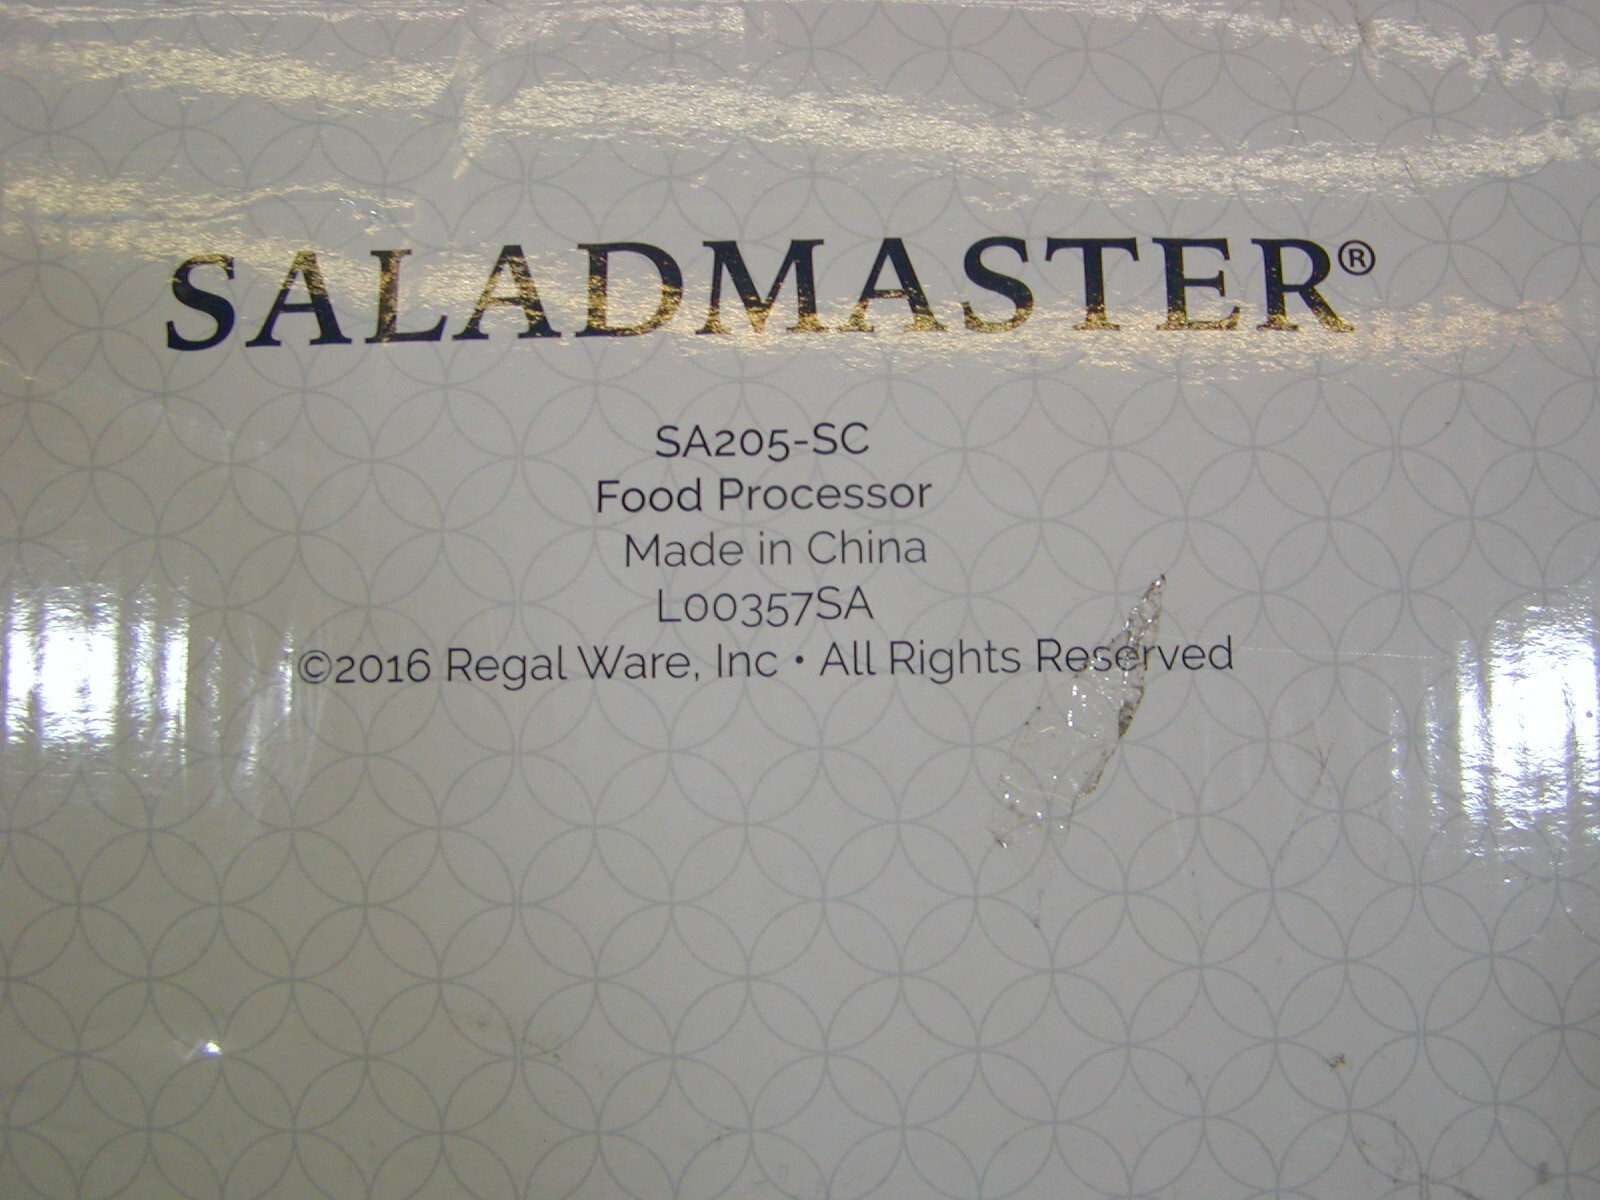 SALADMASTER®
SA205-SC
Food Processor
Made in China
L00357SA
©2016 Regal Ware, Inc • All Rights Reserved